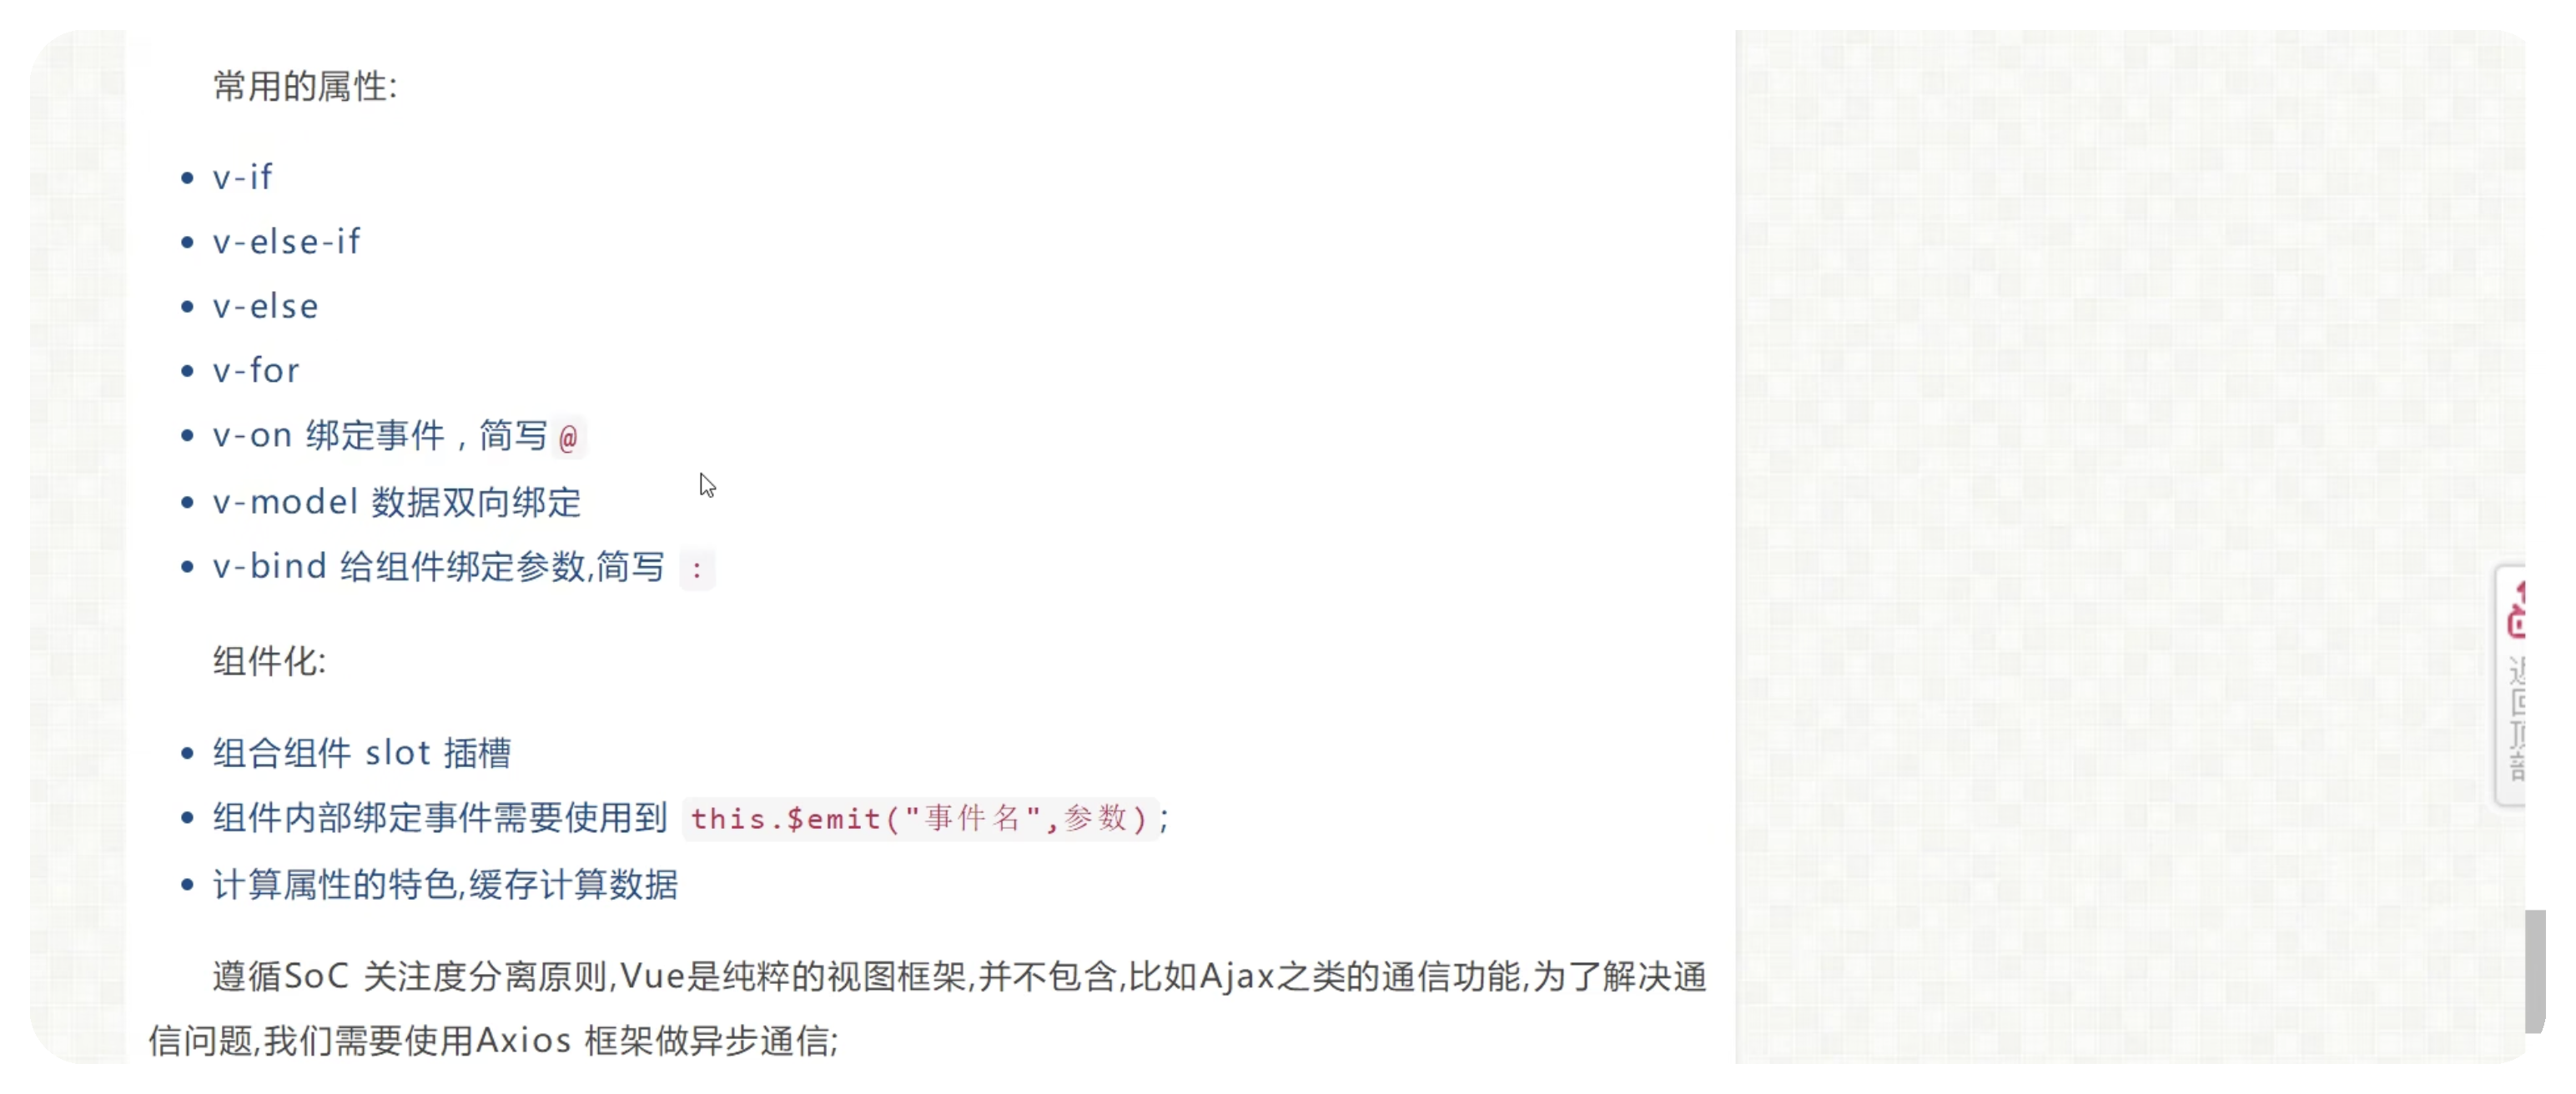 常用的属性:
v-if
v-else-if
v-else
v-for
v-on 绑定事件，简写@
v-model 数据双向绑定
v-bind 给组件绑定参数,简写 :
组件化:
组合组件 slot 插槽
组件内部绑定事件需要使用到 this.$emit("事件名",参数);
计算属性的特色,缓存计算数据
遵循SoC 关注度分离原则,Vue是纯粹的视图框架,并不包含,比如Ajax之类的通信功能,为了解决通
信问题,我们需要使用Axios 框架做异步通信;
返回顶部